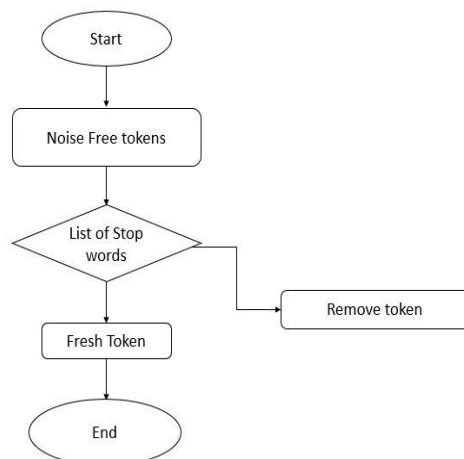 Start
Noise Free tokens
List of Stop
words
Remove token
Fresh Token
End